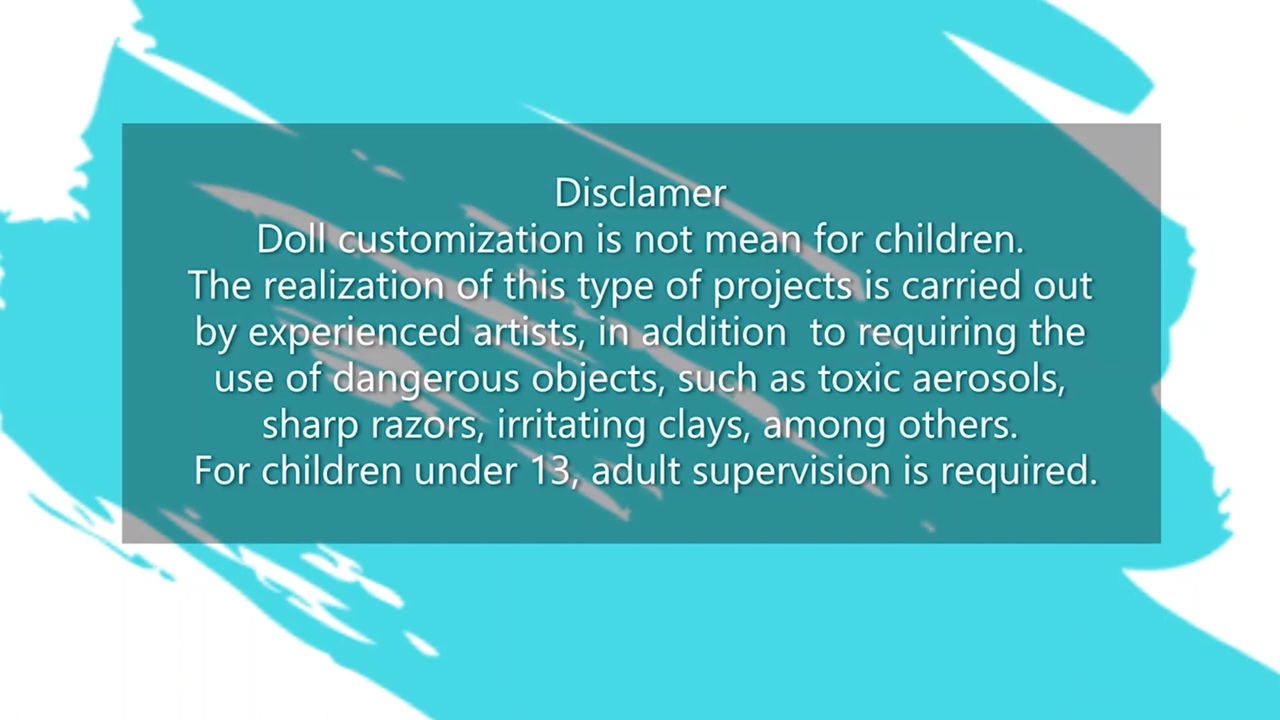 Disclamer
Doll customization is not mean for children.
The realization of this type of projects is carried out
by experienced artists, in addition  to requiring the
use of dangerous objects, such as toxic aerosols,
sharp razors, irritating clays, among others.
For children under 13, adult supervision is required.